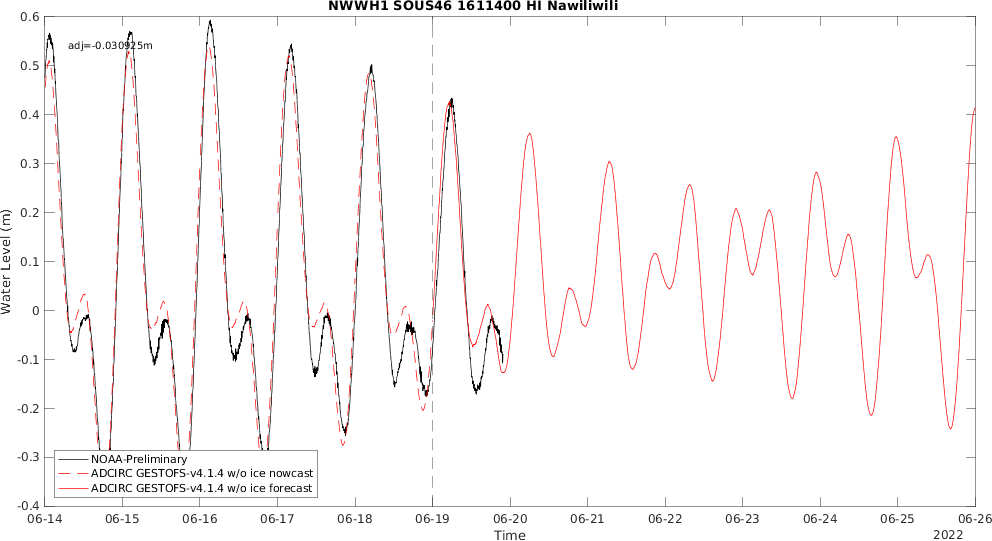 NWWH1 SOUS46 1611400 HI Nawiliwili
adj=-0.030925m
0.6
0.5
0.4
0.3
0.2
0.1
0
-0.1
-0.2
-0.3
-0.4
Water Level (m)
NOAA-Preliminary
ADCIRC GESTOFS-v4.1.4 w/o ice nowcast
ADCIRC GESTOFS-v4.1.4 w/o ice forecast
06-14 06-15 06-16 06-17 06-18 06-19 06-20 06-21 06-22 06-23 06-24 06-25 06-26
Time
2022